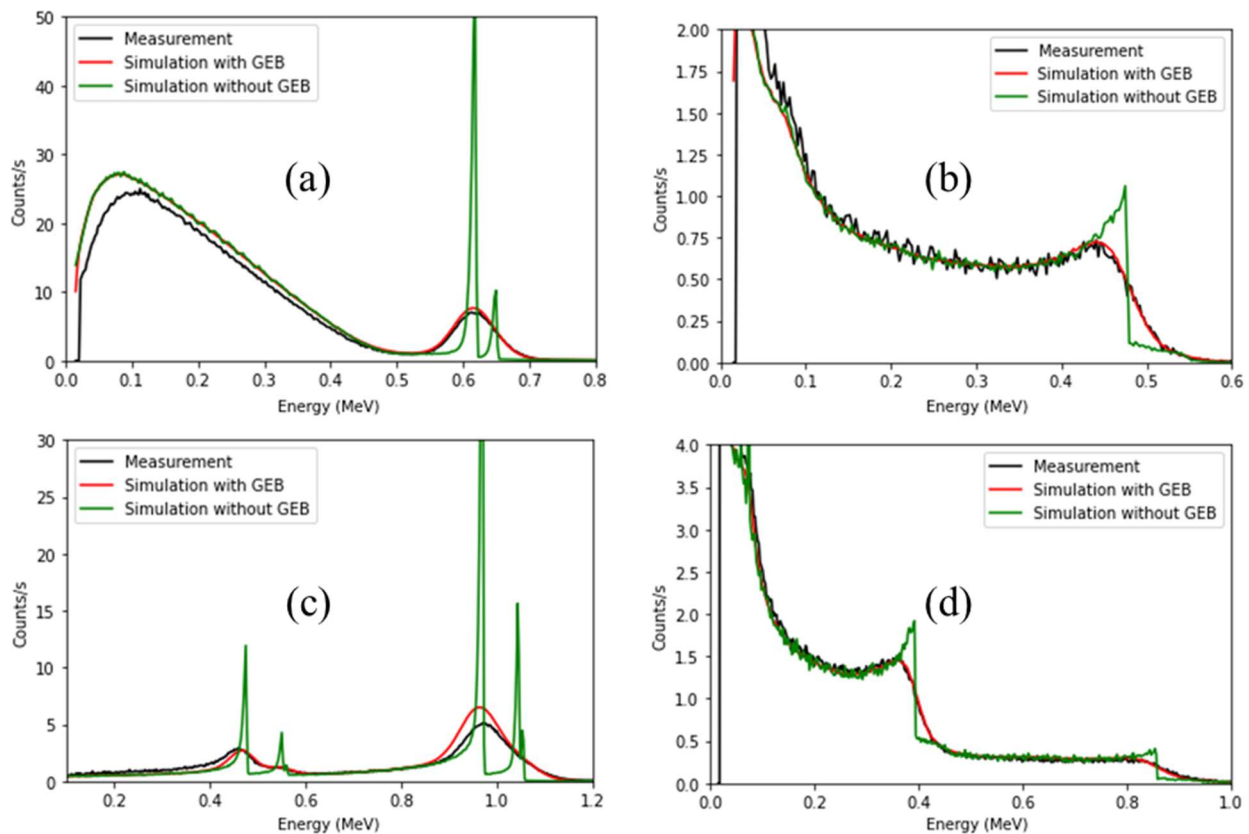 50
40
30
20
10
0
Counts/s
Measurement
Simulation with GEB
Simulation without GEB
(a)
0.0 0.1 0.2 0.3 0.4 0.5 0.6 0.7 0.8
Energy (MeV)
2.00
1.75
1.50
1.25
1.00
0.75
0.50
0.25
0.00
Counts/s
Measurement
Simulation with GEB
Simulation without GEB
(b)
0.0 0.1 0.2 0.3 0.4 0.5 0.6
Energy (MeV)
30
25
20
15
10
5
0
Counts/s
Measurement
Simulation with GEB
Simulation without GEB
(c)
0.2 0.4 0.6 0.8 1.0 1.2
Energy (MeV)
4.0
3.5
3.0
2.5
2.0
1.5
1.0
0.5
0.0
Counts/s
Measurement
Simulation with GEB
Simulation without GEB
(d)
0.0 0.2 0.4 0.6 0.8 1.0
Energy (MeV)